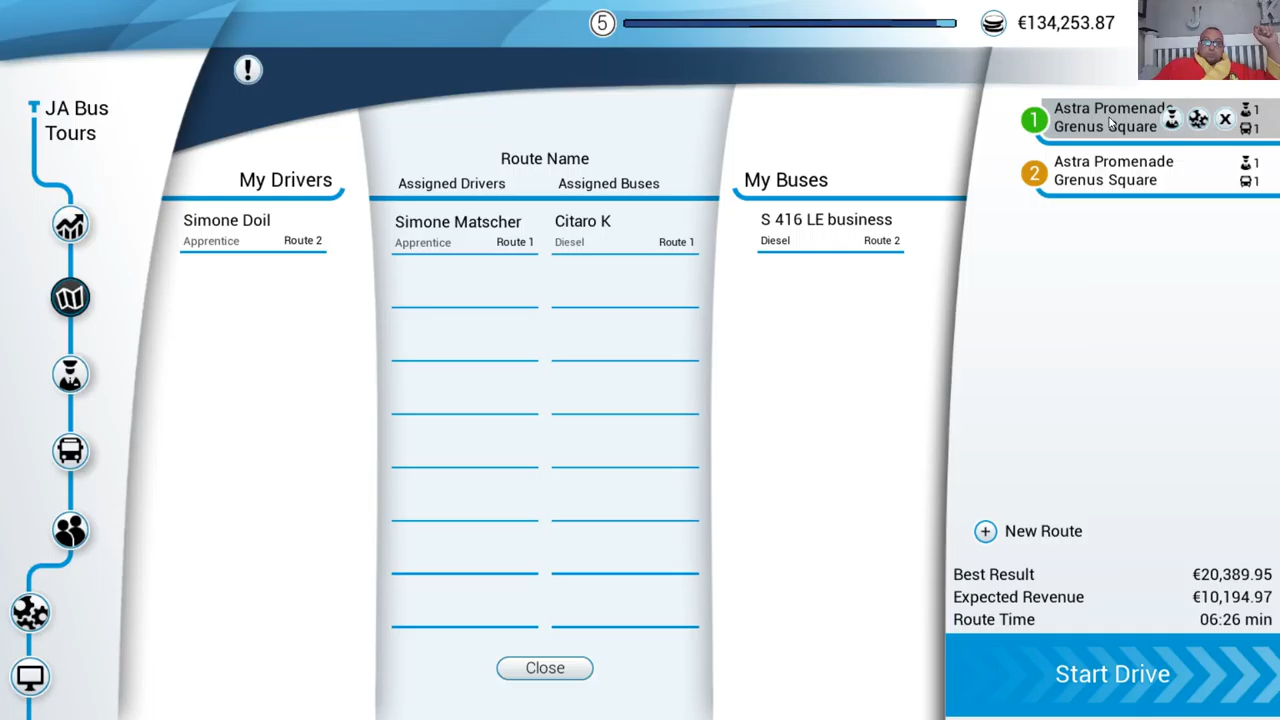 5
€134,253.87
!
JA Bus
Tours
Route Name
My Drivers
Assigned Drivers
Assigned Buses
My Buses
Simone Doil
Apprentice
Route 2
Simone Matscher
Apprentice
Route 1
Citaro K
Diesel
Route 1
S 416 LE business
Diesel
Route 2
1
Astra Promenade
Grenus Square
1
1
2
Astra Promenade
Grenus Square
1
1
New Route
Best Result
€20,389.95
Expected Revenue
€10,194.97
Route Time
06:26 min
Close
Start Drive
J K